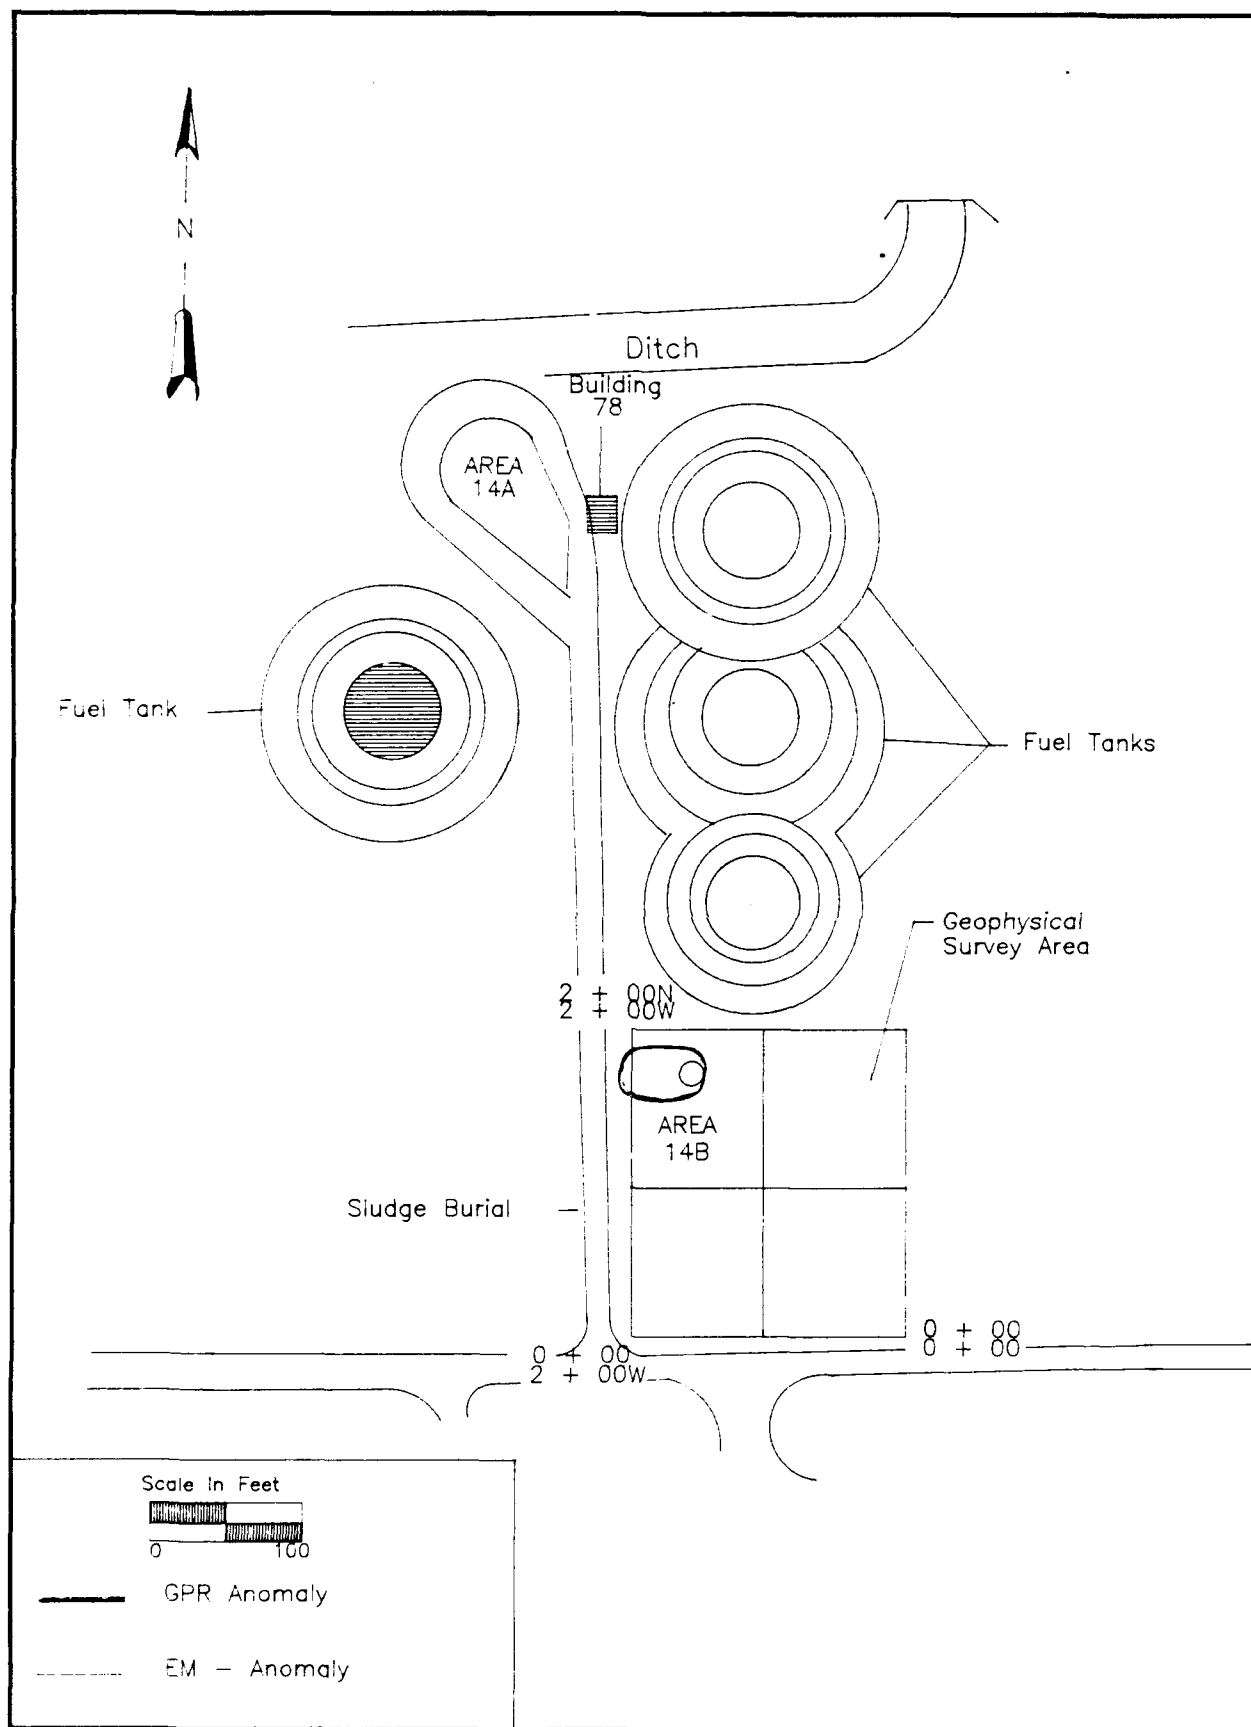 N
Ditch
Building
78
AREA
14A
Fuel Tank
Fuel Tanks
Geophysical
Survey Area
2 + 00N
2 + 00W
AREA
14B
Sludge Burial
0 + 00
0 + 00
0 + 00
2 + 00W
Scale In Feet
0 100
GPR Anomaly
EM - Anomaly